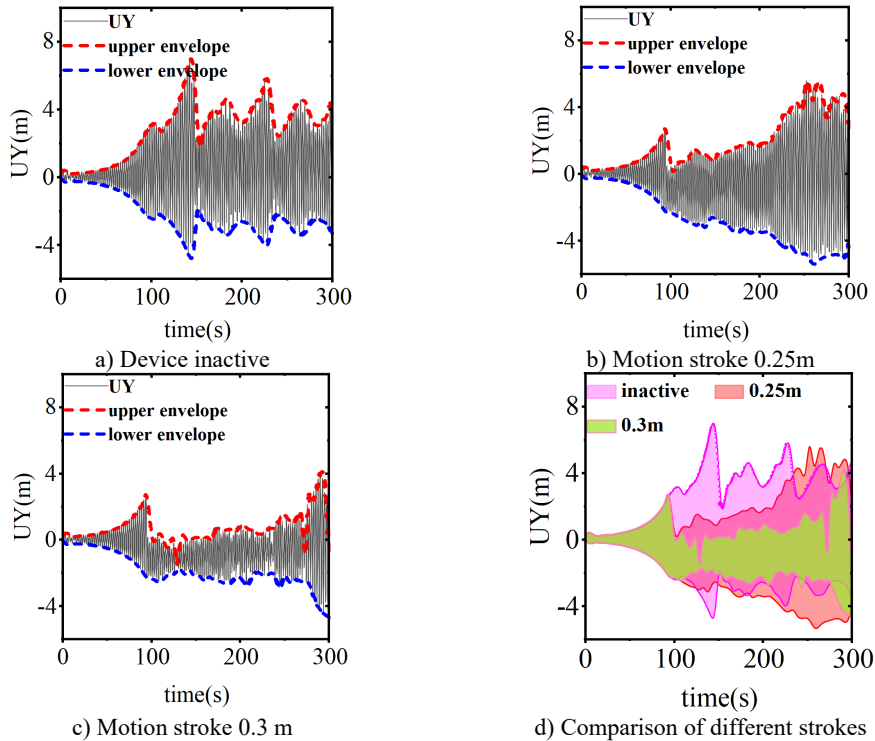 UY
upper envelope
lower envelope
8
4
0
-4
UY(m)
0 100 200 300
time(s)
a) Device inactive
UY
upper envelope
lower envelope
8
4
0
-4
UY(m)
0 100 200 300
time(s)
b) Motion stroke 0.25m
UY
upper envelope
lower envelope
8
4
0
-4
UY(m)
0 100 200 300
time(s)
c) Motion stroke 0.3 m
inactive 0.25m
0.3m
8
4
0
-4
UY(m)
0 100 200 300
time(s)
d) Comparison of different strokes